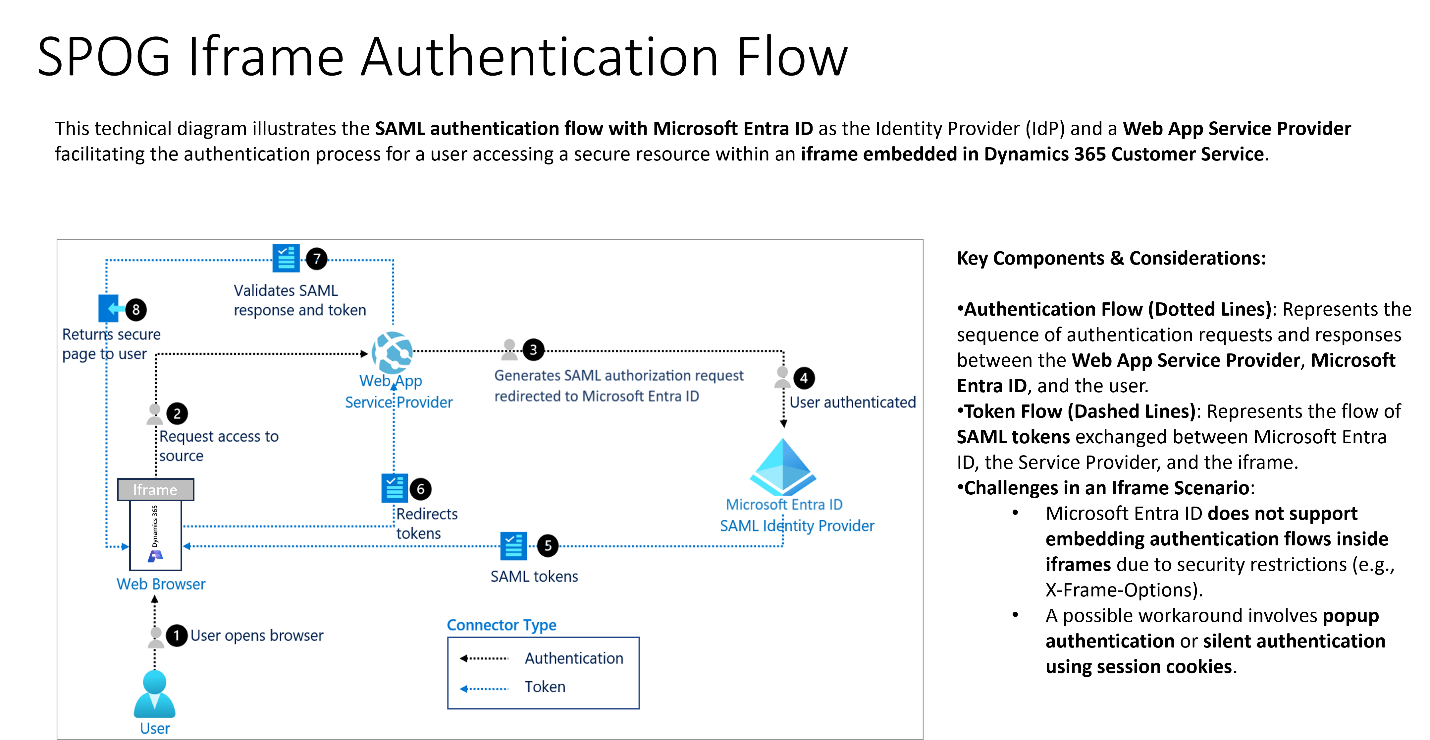 SPOG Iframe Authentication Flow
This technical diagram illustrates the SAML authentication flow with Microsoft Entra ID as the Identity Provider (IdP) and a Web App Service Provider
facilitating the authentication process for a user accessing a secure resource within an iframe embedded in Dynamics 365 Customer Service.
7
Validates SAML
response and token
8
Returns secure
page to user
Web App
Service Provider
3
Generates SAML authorization request
redirected to Microsoft Entra ID
4
User authenticated
2
Request access to
source
Iframe
Dynamics 365
Web Browser
6
Redirects
tokens
Microsoft Entra ID
SAML Identity Provider
5
SAML tokens
1
User opens browser
User
Connector Type
Authentication
Token
Key Components & Considerations:
•Authentication Flow (Dotted Lines): Represents the
sequence of authentication requests and responses
between the Web App Service Provider, Microsoft
Entra ID, and the user.
•Token Flow (Dashed Lines): Represents the flow of
SAML tokens exchanged between Microsoft Entra
ID, the Service Provider, and the iframe.
•Challenges in an Iframe Scenario:
• Microsoft Entra ID does not support
embedding authentication flows inside
iframes due to security restrictions (e.g.,
X-Frame-Options).
• A possible workaround involves popup
authentication or silent authentication
using session cookies.